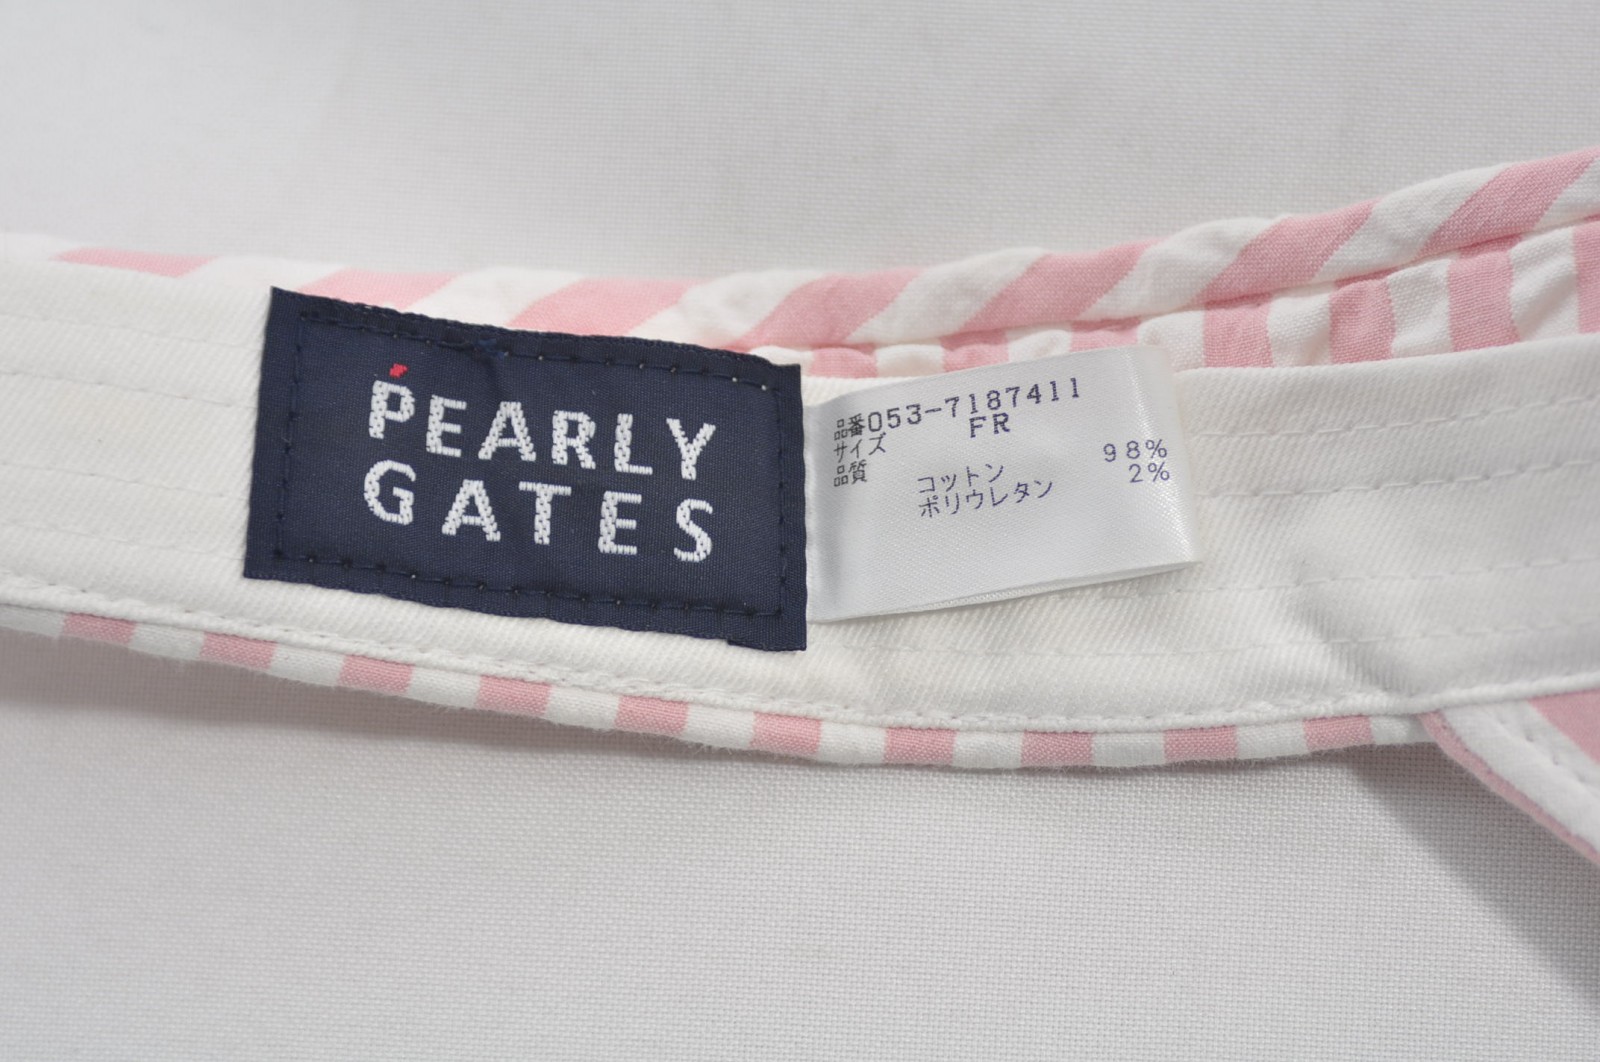 PEARLY
GATES
品番053-7187411
サイズ FR
品質 コットン 98%
ポリウレタン 2%